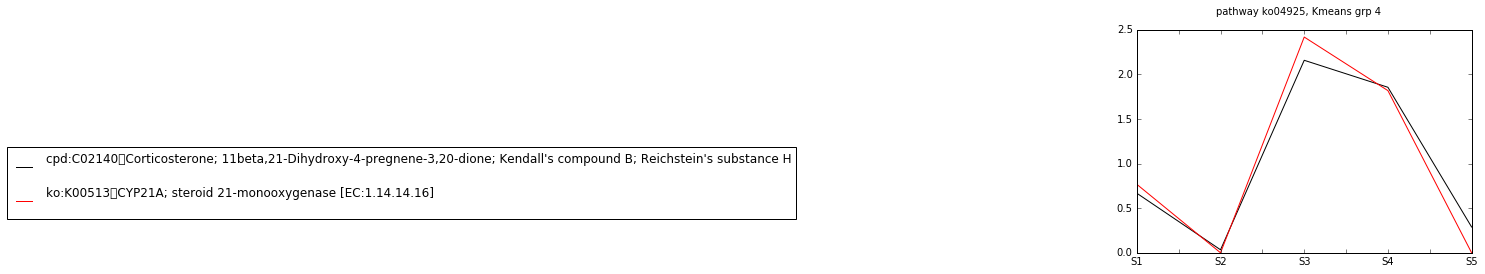 pathway ko04925, Kmeans grp 4
2.5
2.0
1.5
1.0
0.5
0.0
S1 S2 S3 S4 S5
cpd:C02140▯Corticosterone; 11beta,21-Dihydroxy-4-pregnene-3,20-dione; Kendall's compound B; Reichstein's substance H
ko:K00513▯CYP21A; steroid 21-monooxygenase [EC:1.14.14.16]